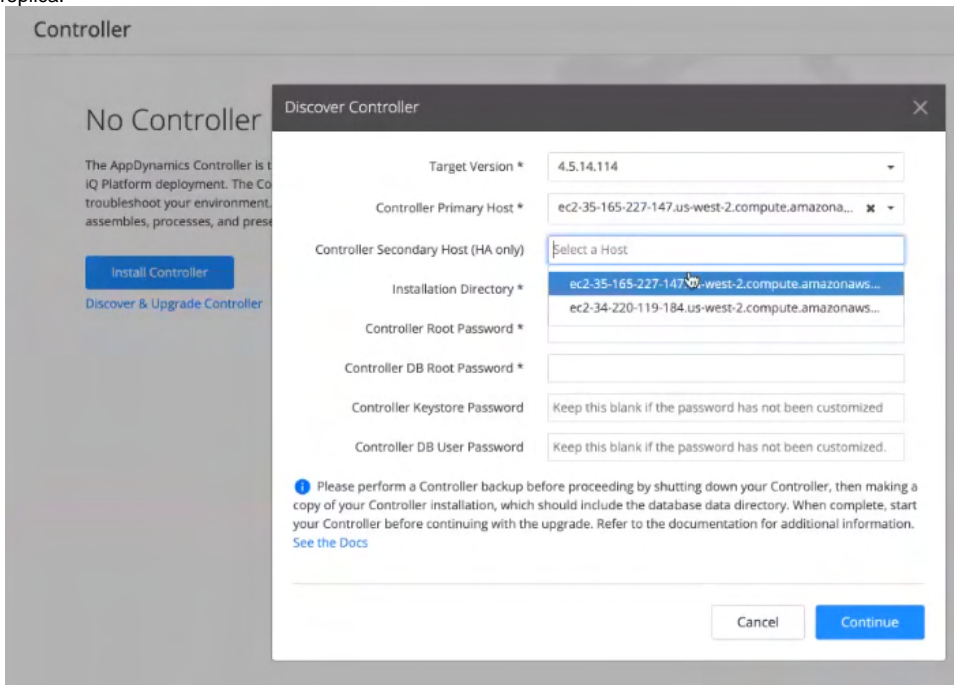 replica.
Controller
Discover Controller
No Controller
The AppDynamics Controller is t
iQ Platform deployment. The Co
troubleshoot your environment.
assembles, processes, and prese
Install Controller
Discover & Upgrade Controller
Target Version * 4.5.14.114
Controller Primary Host * ec2-35-165-227-147.us-west-2.compute.amazona...
Controller Secondary Host (HA only) Select a Host
ec2-35-165-227-147.us-west-2.compute.amazonaws...
Installation Directory *
ec2-34-220-119-184.us-west-2.compute.amazonaws...
Controller Root Password *
Controller DB Root Password *
Controller Keystore Password Keep this blank if the password has not been customized
Controller DB User Password Keep this blank if the password has not been customized.
Please perform a Controller backup before proceeding by shutting down your Controller, then making a
copy of your Controller installation, which should include the database data directory. When complete, start
your Controller before continuing with the upgrade. Refer to the documentation for additional information.
See the Docs
Cancel Continue